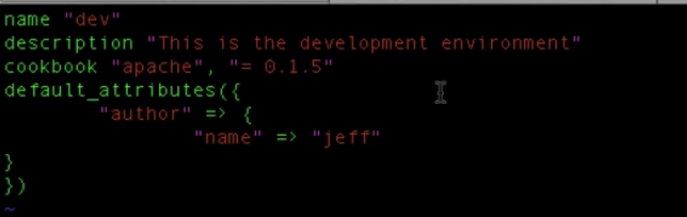 name "dev"
description "This is the development environment"
cookbook "apache", "= 0.1.5"
default_attributes({
        "author" => {
                "name" => "jeff"
}
})
~